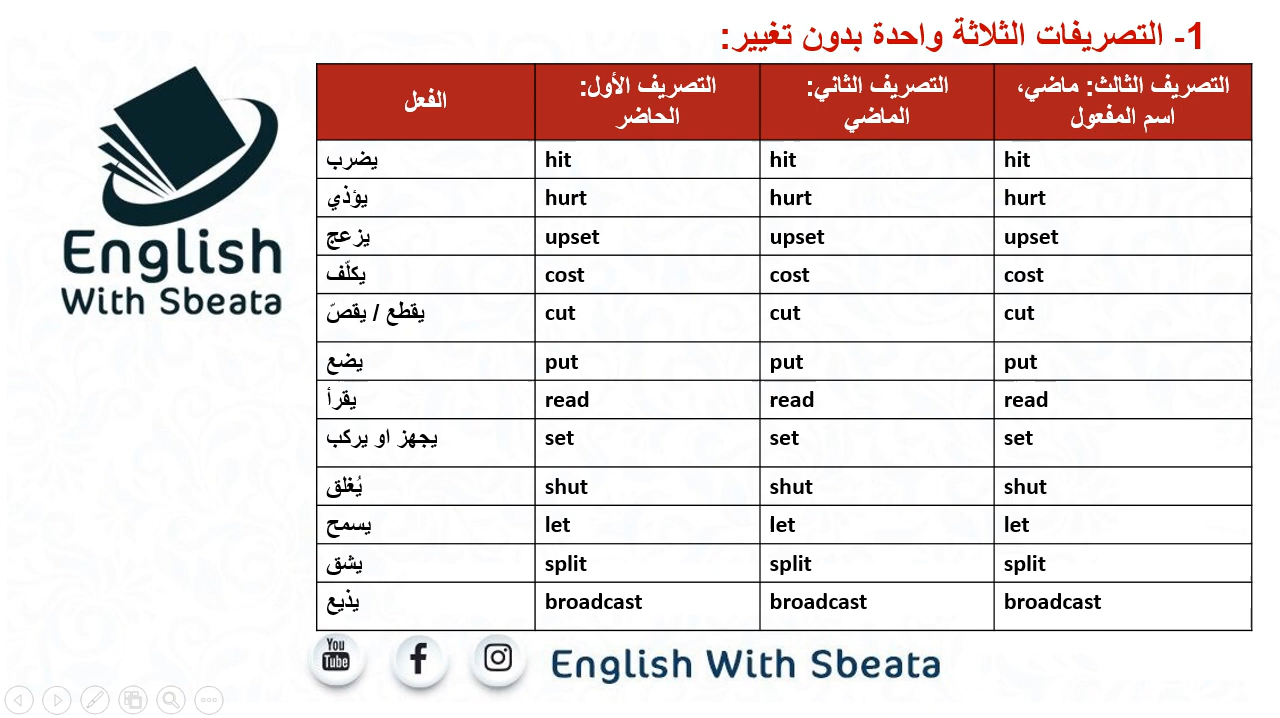 1- التصريفات الثلاثة واحدة بدون تغيير:
English
With Sbeata
الفعل
التصريف الأول:
الحاضر
التصريف الثاني:
الماضي
التصريف الثالث: ماضي،
اسم المفعول
يضرب hit hit hit
يؤذي hurt hurt hurt
يزعج upset upset upset
يكلّف cost cost cost
يقطع / يقصّ cut cut cut
يضع put put put
يقرأ read read read
يجهز او يركب set set set
يُغلق shut shut shut
يسمح let let let
يشق split split split
يذيع broadcast broadcast broadcast
You
Tube
f
English With Sbeata